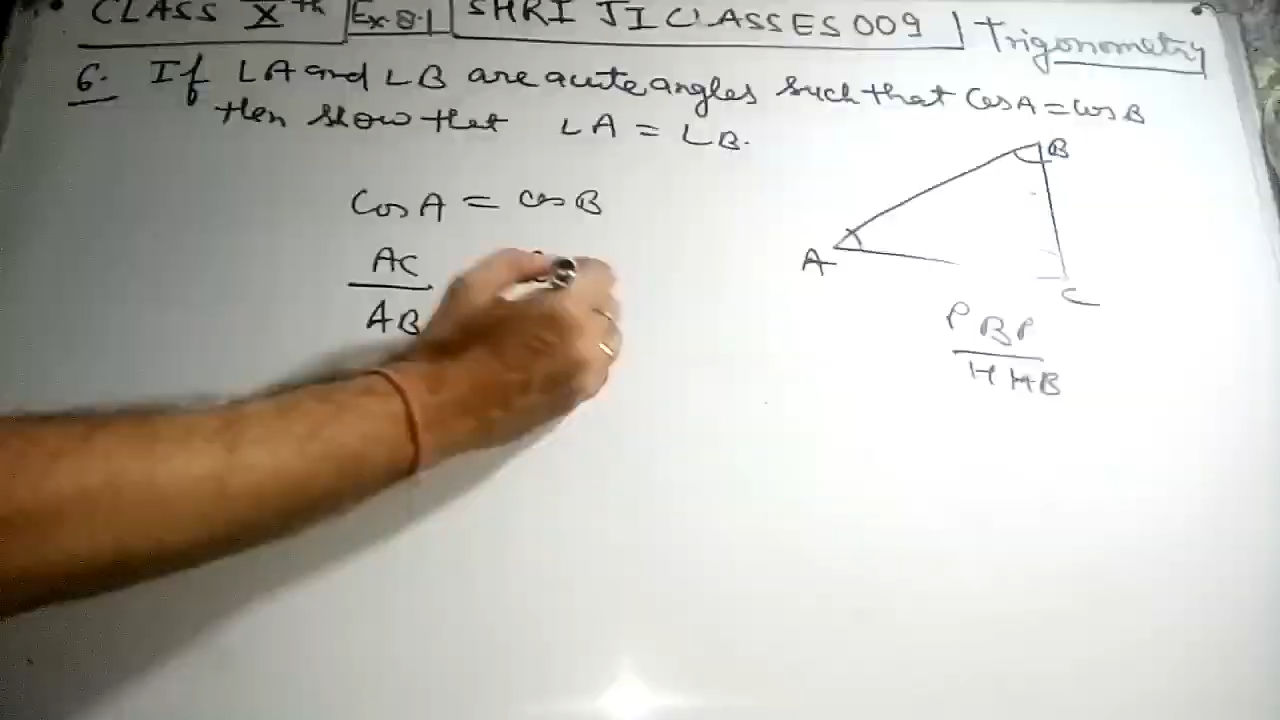 CLASS Xth Ex 8.1 SHRI JI CLASSES 009 Trigonometry
6. If ∠A and ∠B are acute angles such that CosA = cosB
then show that ∠A = ∠B.
CosA = cosB
AC
AB
B
A
C
P B P
H H B